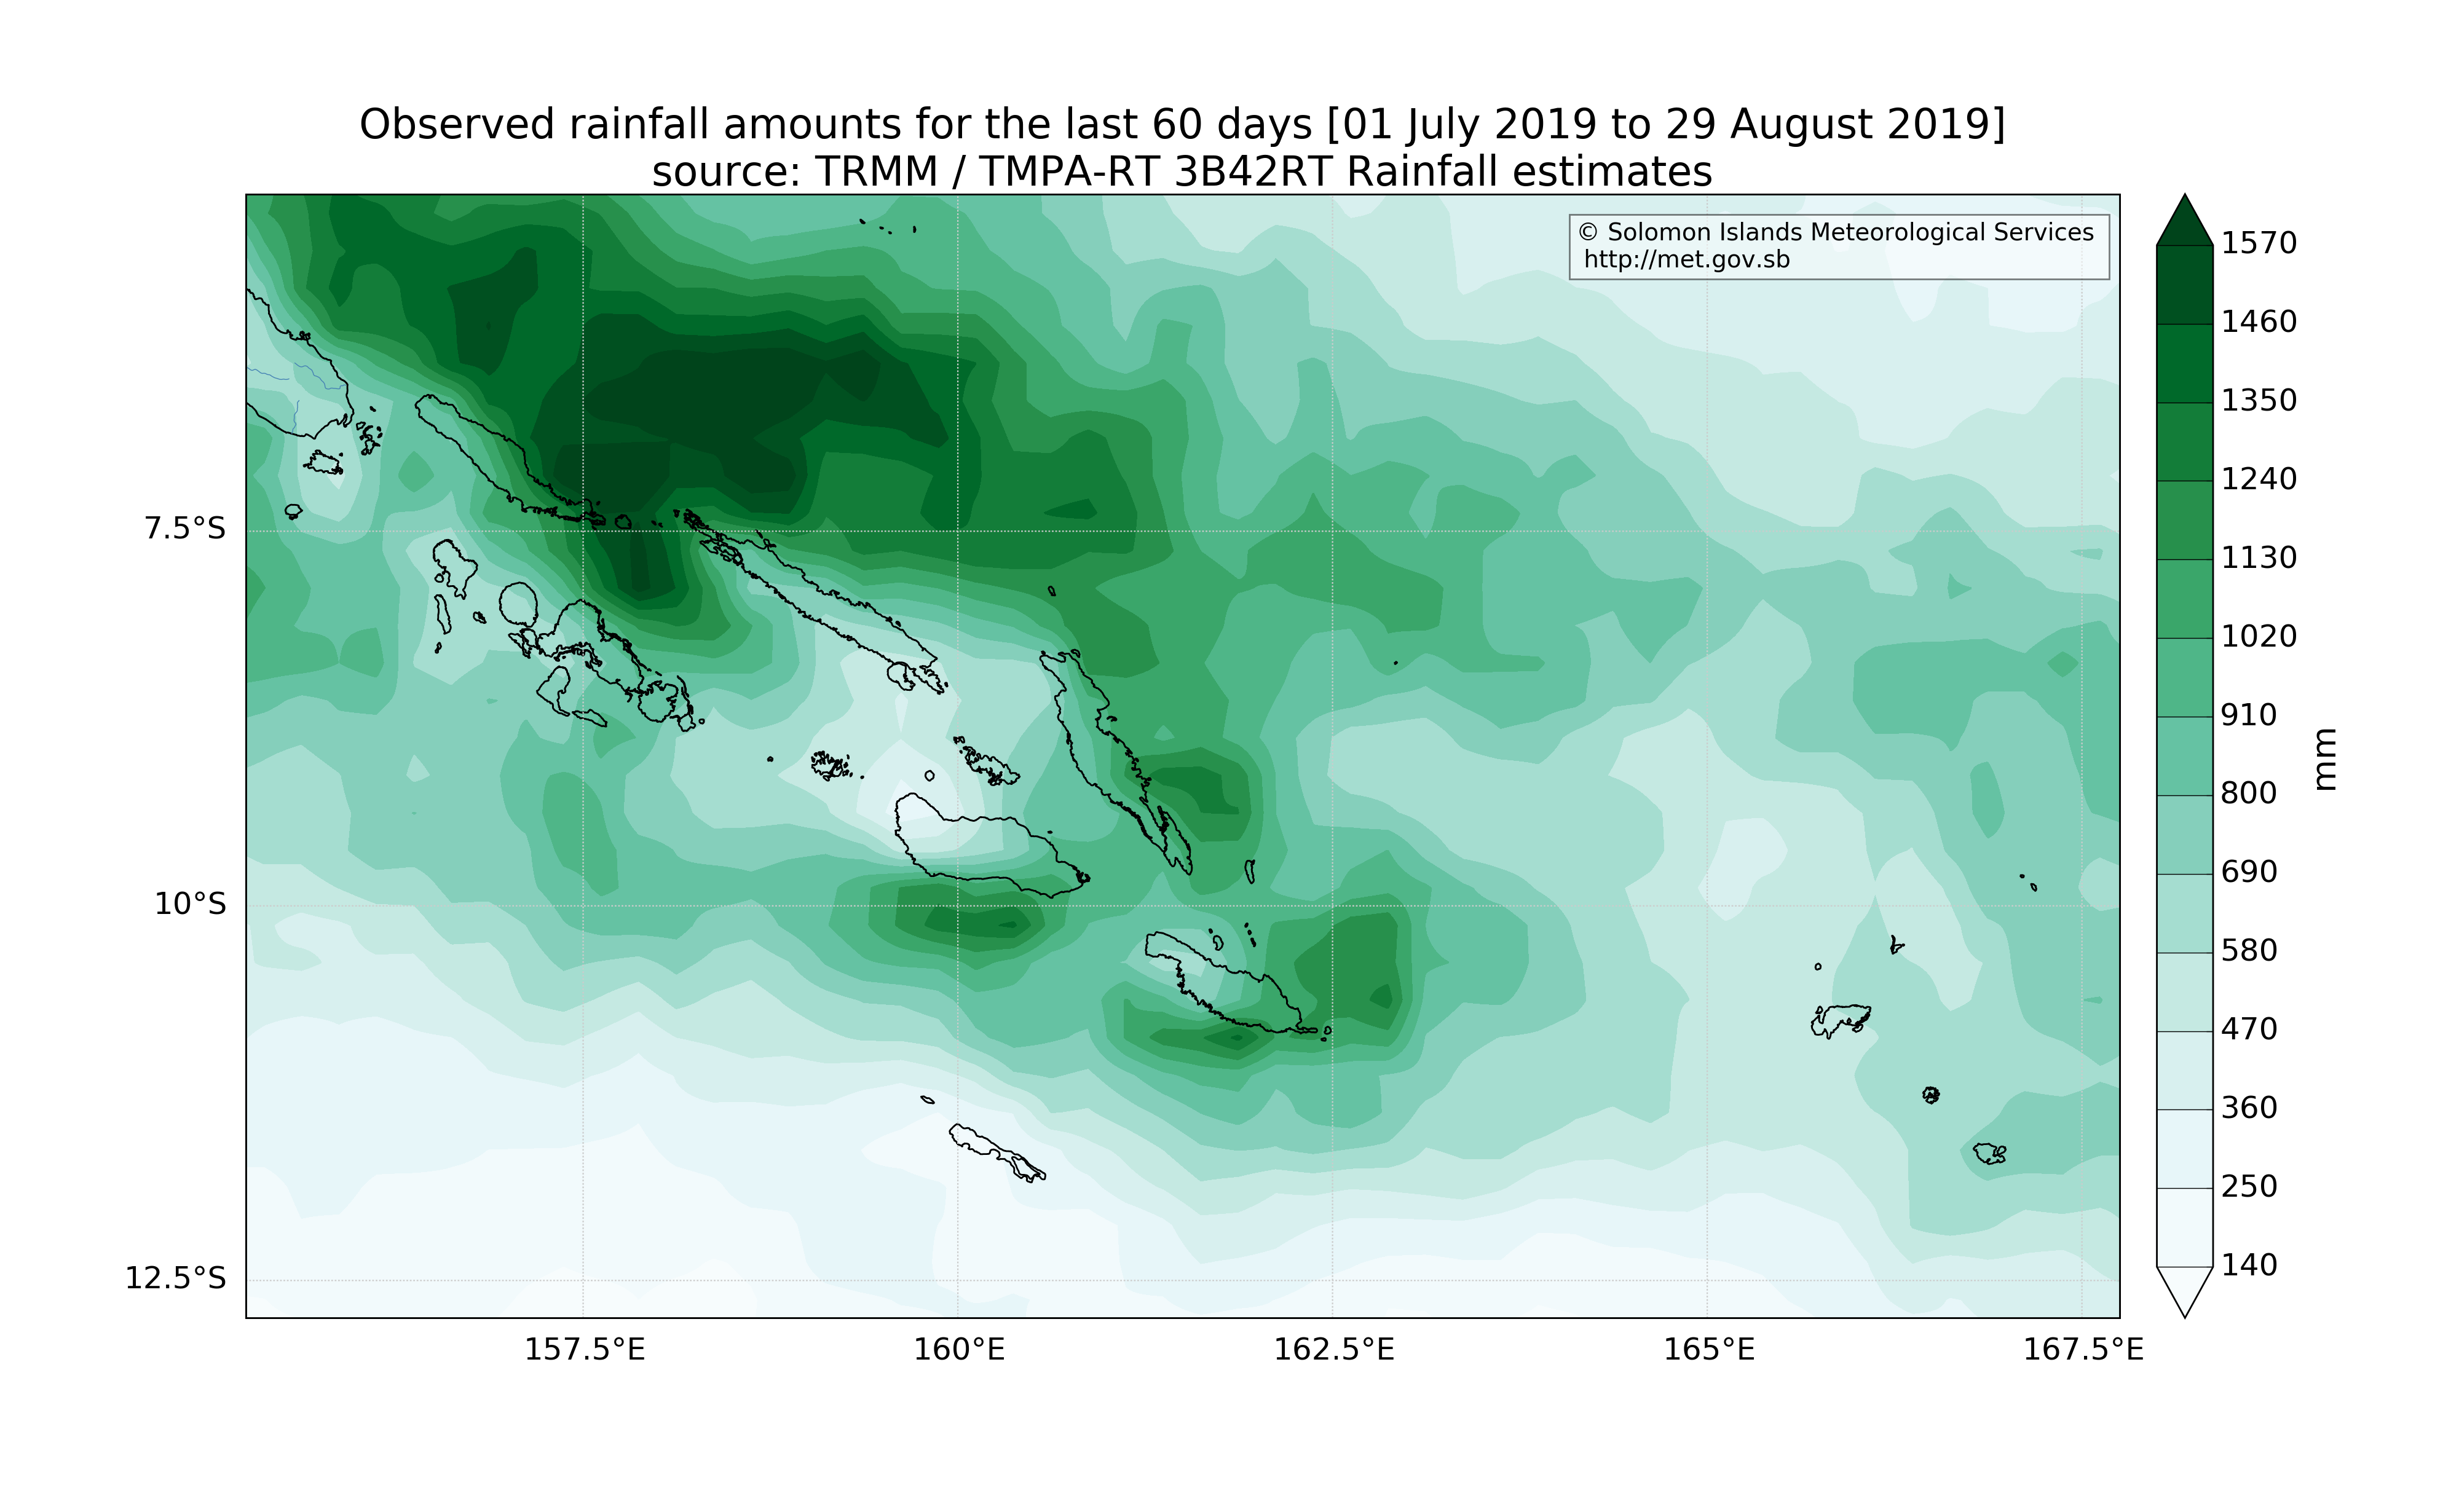 Observed rainfall amounts for the last 60 days [01 July 2019 to 29 August 2019]
source: TRMM / TMPA-RT 3B42RT Rainfall estimates
© Solomon Islands Meteorological Services
http://met.gov.sb
7.5°S
10°S
12.5°S
157.5°E
160°E
162.5°E
165°E
167.5°E
1570
1460
1350
1240
1130
1020
910
800
690
580
470
360
250
140
mm